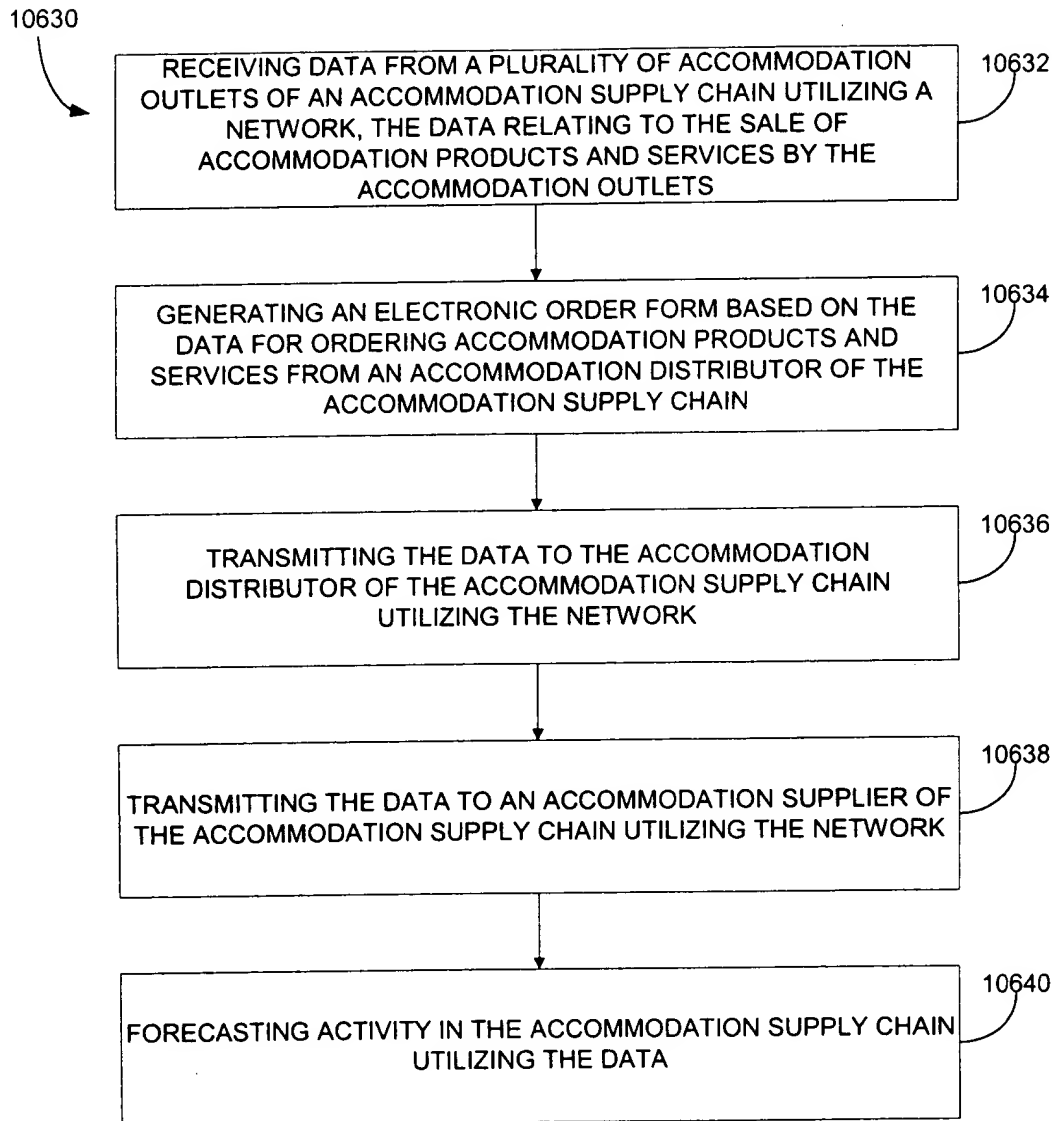 10630
RECEIVING DATA FROM A PLURALITY OF ACCOMMODATION
OUTLETS OF AN ACCOMMODATION SUPPLY CHAIN UTILIZING A
NETWORK, THE DATA RELATING TO THE SALE OF
ACCOMMODATION PRODUCTS AND SERVICES BY THE
ACCOMMODATION OUTLETS
10632
GENERATING AN ELECTRONIC ORDER FORM BASED ON THE
DATA FOR ORDERING ACCOMMODATION PRODUCTS AND
SERVICES FROM AN ACCOMMODATION DISTRIBUTOR OF THE
ACCOMMODATION SUPPLY CHAIN
10634
TRANSMITTING THE DATA TO THE ACCOMMODATION
DISTRIBUTOR OF THE ACCOMMODATION SUPPLY CHAIN
UTILIZING THE NETWORK
10636
TRANSMITTING THE DATA TO AN ACCOMMODATION SUPPLIER OF
THE ACCOMMODATION SUPPLY CHAIN UTILIZING THE NETWORK
10638
FORECASTING ACTIVITY IN THE ACCOMMODATION SUPPLY CHAIN
UTILIZING THE DATA
10640